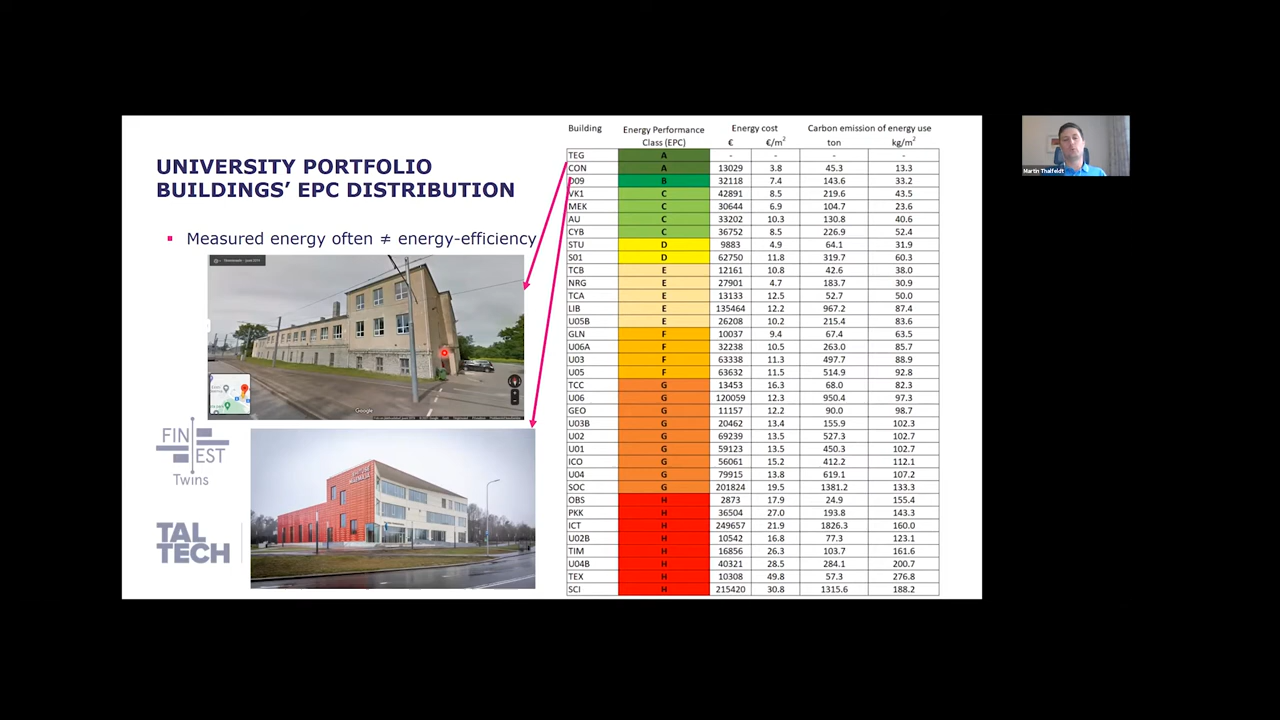 UNIVERSITY PORTFOLIO
BUILDINGS' EPC DISTRIBUTION
▪ Measured energy often ≠ energy-efficiency
Google
FIN
EST
Twins
TAL
TECH
Building Energy Performance Class (EPC) Energy cost Carbon emission of energy use
€ €/m² ton kg/m²
TEG A - - - -
CON A 13029 3.8 45.3 13.3
D09 B 32118 7.4 143.6 33.2
VK1 C 42891 8.5 219.6 43.5
MEK C 30644 6.9 104.7 23.6
AU C 33202 10.3 130.8 40.6
CYB C 36752 8.5 226.9 52.4
STU D 9883 4.9 64.1 31.9
S01 D 62750 11.8 319.7 60.3
TCB E 12161 10.8 42.6 38.0
NRG E 27901 4.7 183.7 30.9
TCA E 13133 12.5 52.7 50.0
LIB E 135464 12.2 967.2 87.4
U05B E 26208 10.2 215.4 83.6
GLN F 10037 9.4 67.4 63.5
U06A F 32238 10.5 263.0 85.7
U03 F 63338 11.3 497.7 88.9
U05 F 63632 11.5 514.9 92.8
TCC G 13453 16.3 68.0 82.3
U06 G 120059 12.3 950.4 97.3
GEO G 11157 12.2 90.0 98.7
U03B G 20462 13.4 155.9 102.3
U02 G 69239 13.5 527.3 102.7
U01 G 59123 13.5 450.3 102.7
ICO G 56061 15.2 412.2 112.1
U04 G 79915 13.8 619.1 107.2
SOC G 201824 19.5 1381.2 133.3
OBS H 2873 17.9 24.9 155.4
PKK H 36504 27.0 193.8 143.3
ICT H 249657 21.9 1826.3 160.0
U02B H 10542 16.8 77.3 123.1
TIM H 16856 26.3 103.7 161.6
U04B H 40321 28.5 284.1 200.7
TEX H 10308 49.8 57.3 276.8
SCI H 215420 30.8 1315.6 188.2
Martin Thalfeldt